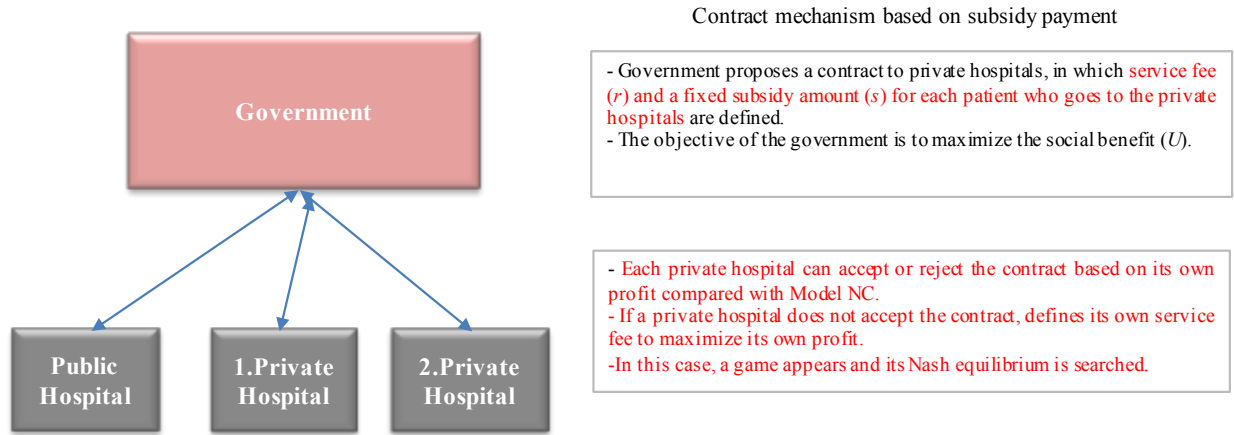 Contract mechanism based on subsidy payment
Government
- Government proposes a contract to private hospitals, in which service fee
(r) and a fixed subsidy amount (s) for each patient who goes to the private
hospitals are defined.
- The objective of the government is to maximize the social benefit (U).
- Each private hospital can accept or reject the contract based on its own
profit compared with Model NC.
- If a private hospital does not accept the contract, defines its own service
fee to maximize its own profit.
-In this case, a game appears and its Nash equilibrium is searched.
Public
Hospital
1.Private
Hospital
2.Private
Hospital